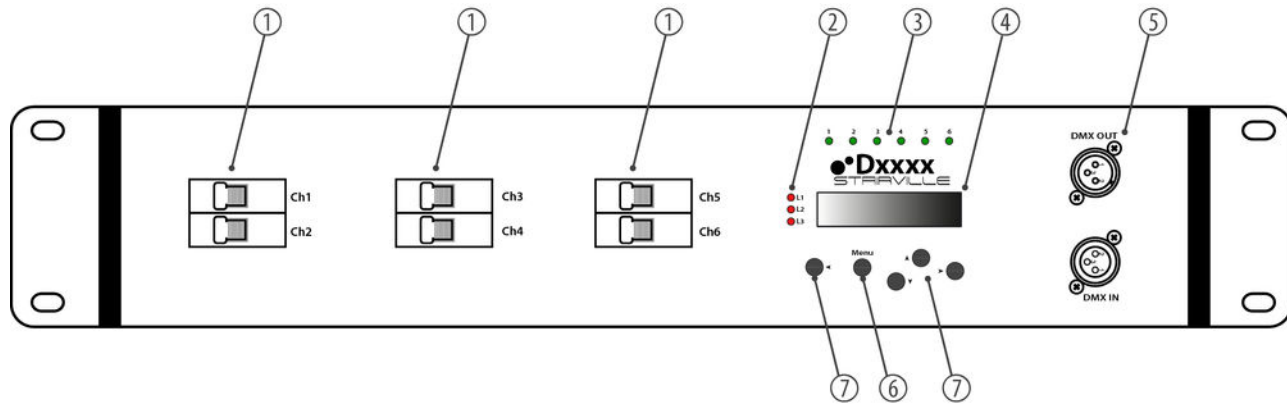 1 1 1 2 3 4 5
1 2 3 4 5 6
DMX OUT
Dxxxx
STAIRVILLE
Ch1 Ch3 Ch5
L1
L2
L3
Ch2 Ch4 Ch6
Menu
DMX IN
7 6 7